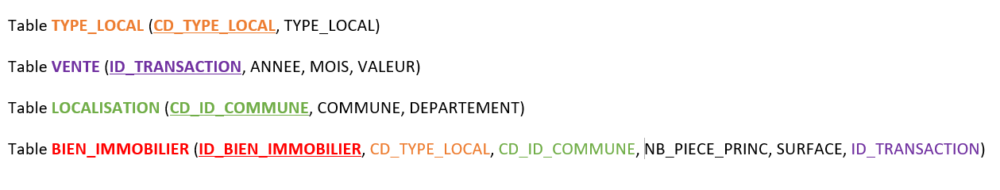 Table TYPE_LOCAL (CD_TYPE_LOCAL, TYPE_LOCAL)
Table VENTE (ID_TRANSACTION, ANNEE, MOIS, VALEUR)
Table LOCALISATION (CD_ID_COMMUNE, COMMUNE, DEPARTEMENT)
Table BIEN_IMMOBILIER (ID_BIEN_IMMOBILIER, CD_TYPE_LOCAL, CD_ID_COMMUNE, NB_PIECE_PRINC, SURFACE, ID_TRANSACTION)